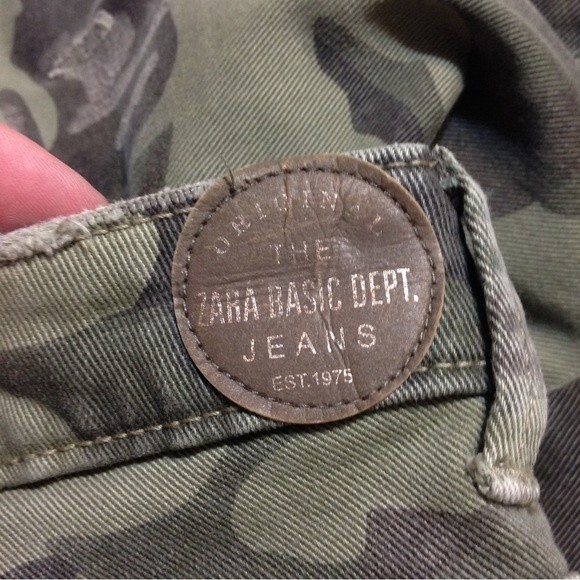 ORIGINAL
THE
ZARA BASIC DEPT.
JEANS
EST.1975